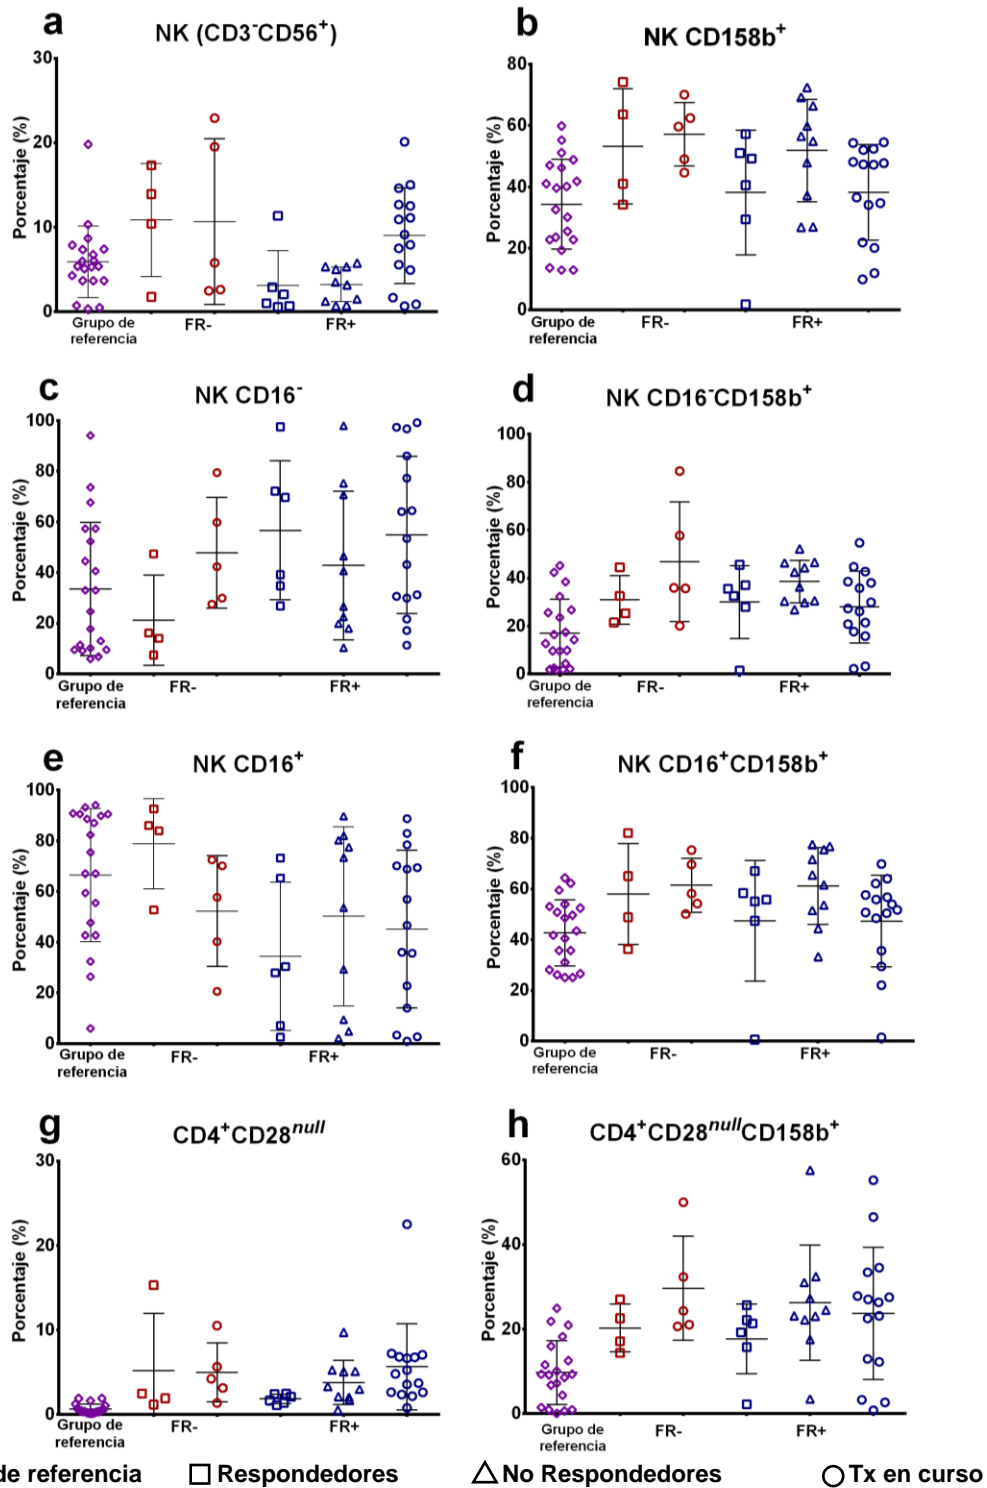 a
NK (CD3⁻CD56⁺)
Porcentaje (%)
30
20
10
0
Grupo de
referencia
FR-
FR+
b
NK CD158b⁺
Porcentaje (%)
80
60
40
20
0
Grupo de
referencia
FR-
FR+
c
NK CD16⁻
Porcentaje (%)
100
80
60
40
20
0
Grupo de
referencia
FR-
FR+
d
NK CD16⁻CD158b⁺
Porcentaje (%)
100
80
60
40
20
0
Grupo de
referencia
FR-
FR+
e
NK CD16⁺
Porcentaje (%)
100
80
60
40
20
0
Grupo de
referencia
FR-
FR+
f
NK CD16⁺CD158b⁺
Porcentaje (%)
100
80
60
40
20
0
Grupo de
referencia
FR-
FR+
g
CD4⁺CD28null
Porcentaje (%)
30
20
10
0
Grupo de
referencia
FR-
FR+
h
CD4⁺CD28nullCD158b⁺
Porcentaje (%)
60
40
20
0
Grupo de
referencia
FR-
FR+
de referencia
Respondedores
No Respondedores
Tx en curso